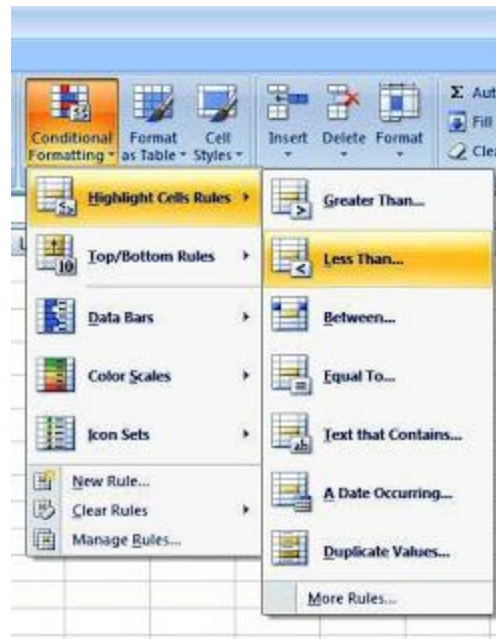 Conditional Formatting
Format as Table
Cell Styles
Insert
Delete
Format
Σ Aut
Fill
Clea
Highlight Cells Rules
Top/Bottom Rules
Data Bars
Color Scales
Icon Sets
New Rule...
Clear Rules
Manage Rules...
Greater Than...
Less Than...
Between...
Equal To...
Text that Contains...
A Date Occurring...
Duplicate Values...
More Rules...